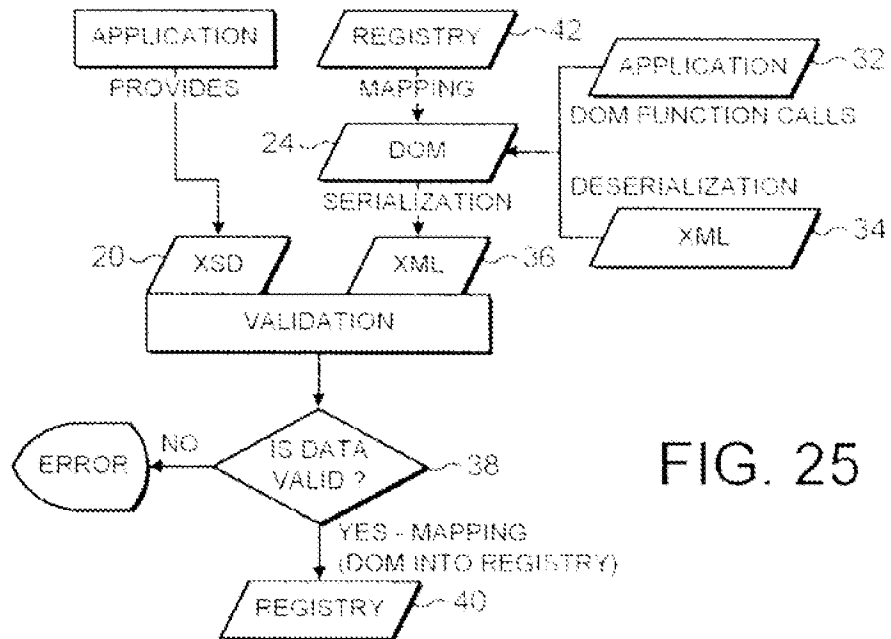 APPLICATION
REGISTRY
42
PROVIDES
MAPPING
APPLICATION
32
24
DOM
DOM FUNCTION CALLS
SERIALIZATION
DESERIALIZATION
20
XSD
XML
36
XML
34
VALIDATION
NO
ERROR
IS DATA
VALID ?
38
FIG. 25
YES - MAPPING
(DOM INTO REGISTRY)
REGISTRY
40